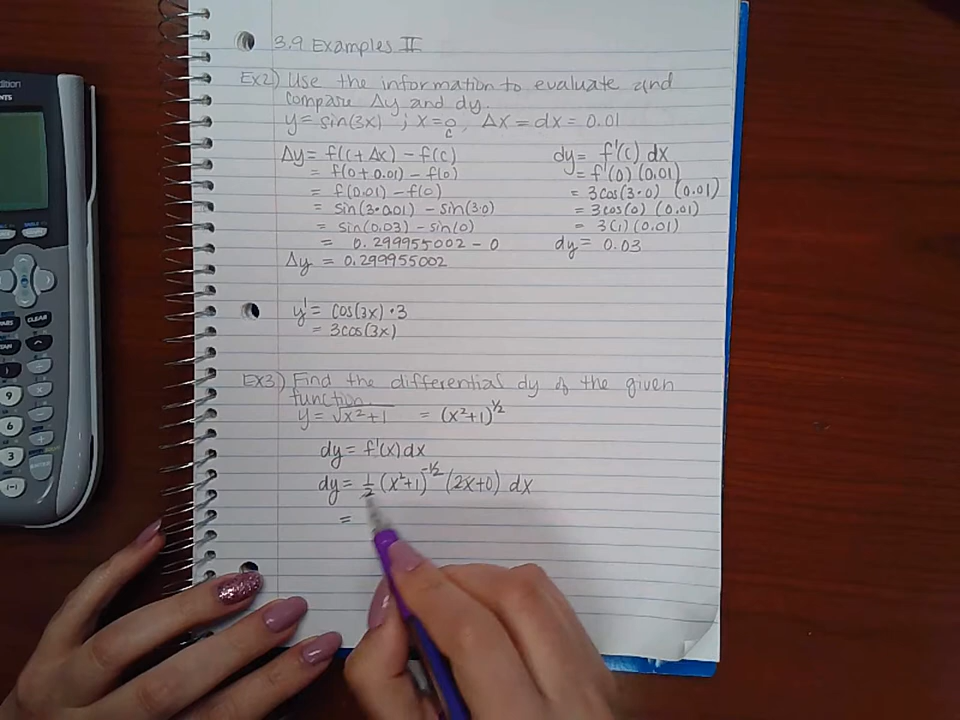 3.9 Examples II
Ex2) Use the information to evaluate and
compare Δy and dy.
y = sin(3x) ; x = 0, Δx = dx = 0.01
c
Δy = f(c + Δx) - f(c)
= f(0 + 0.01) - f(0)
= f(0.01) - f(0)
= sin(3•0.01) - sin(3·0)
= sin(0.03) - sin(0)
= 0.299955002 - 0
Δy = 0.299955002
dy = f'(c) dx
= f'(0) (0.01)
= 3cos(3•0) (0.01)
= 3cos(0) (0.01)
= 3(1)(0.01)
dy = 0.03
y' = cos(3x) • 3
= 3cos(3x)
Ex3) Find the differential dy of the given
function.
y = √x²+1 = (x²+1)^1/2
dy = f'(x) dx
dy = 1/2 (x²+1)^-1/2 (2x+0) dx
=
CLEAR
9
6
3
(-)
ENTER